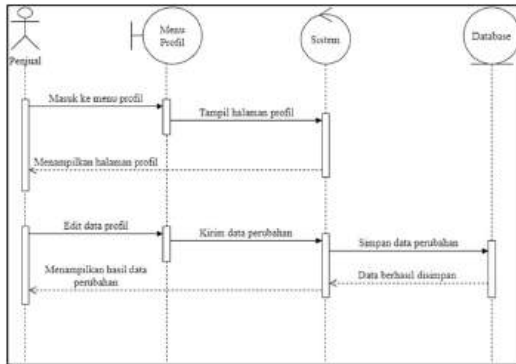 Menu
Profil
Sistem
Database
Penjual
Masuk ke menu profil
Tampil halaman profil
Menampilkan halaman profil
Edit data profil
Kirim data perubahan
Simpan data perubahan
Menampilkan hasil data
perubahan
Data berhasil disimpan